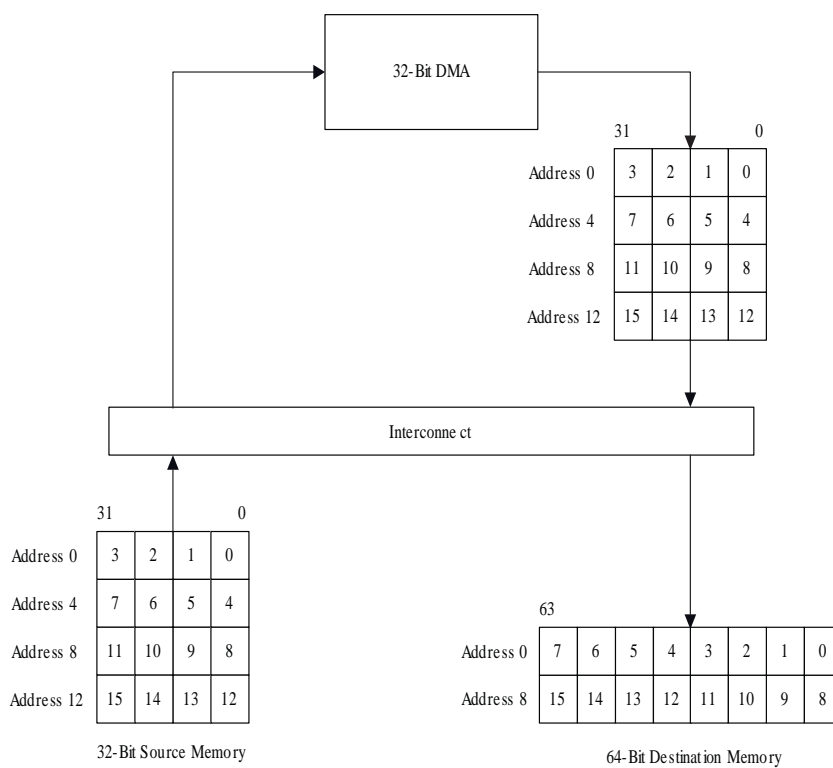 32-Bit DMA
31 0
Address 0 3 2 1 0
Address 4 7 6 5 4
Address 8 11 10 9 8
Address 12 15 14 13 12
Interconnect
31 0
Address 0 3 2 1 0
Address 4 7 6 5 4
Address 8 11 10 9 8
Address 12 15 14 13 12
32-Bit Source Memory
63
Address 0 7 6 5 4 3 2 1 0
Address 8 15 14 13 12 11 10 9 8
64-Bit Destination Memory